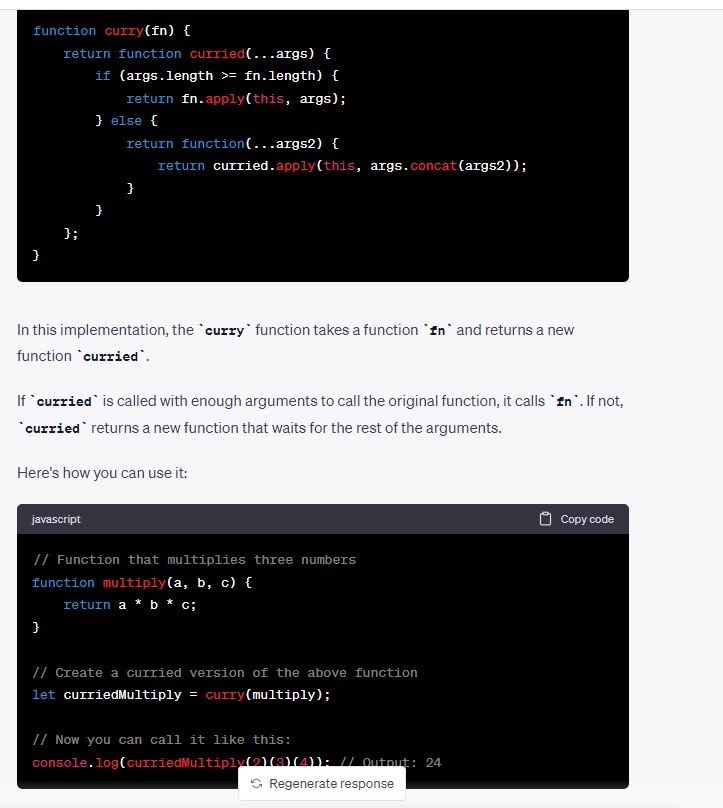 function curry(fn) {
    return function curried(...args) {
        if (args.length >= fn.length) {
            return fn.apply(this, args);
        } else {
            return function(...args2) {
                return curried.apply(this, args.concat(args2));
            }
        }
    };
}
In this implementation, the `curry` function takes a function `fn` and returns a new
function `curried`.
If `curried` is called with enough arguments to call the original function, it calls `fn`. If not,
`curried` returns a new function that waits for the rest of the arguments.
Here's how you can use it:
javascript
Copy code
// Function that multiplies three numbers
function multiply(a, b, c) {
    return a * b * c;
}
// Create a curried version of the above function
let curriedMultiply = curry(multiply);
// Now you can call it like this:
console.log(curriedMultiply(2)(3)(4)); // Output: 24
Regenerate response